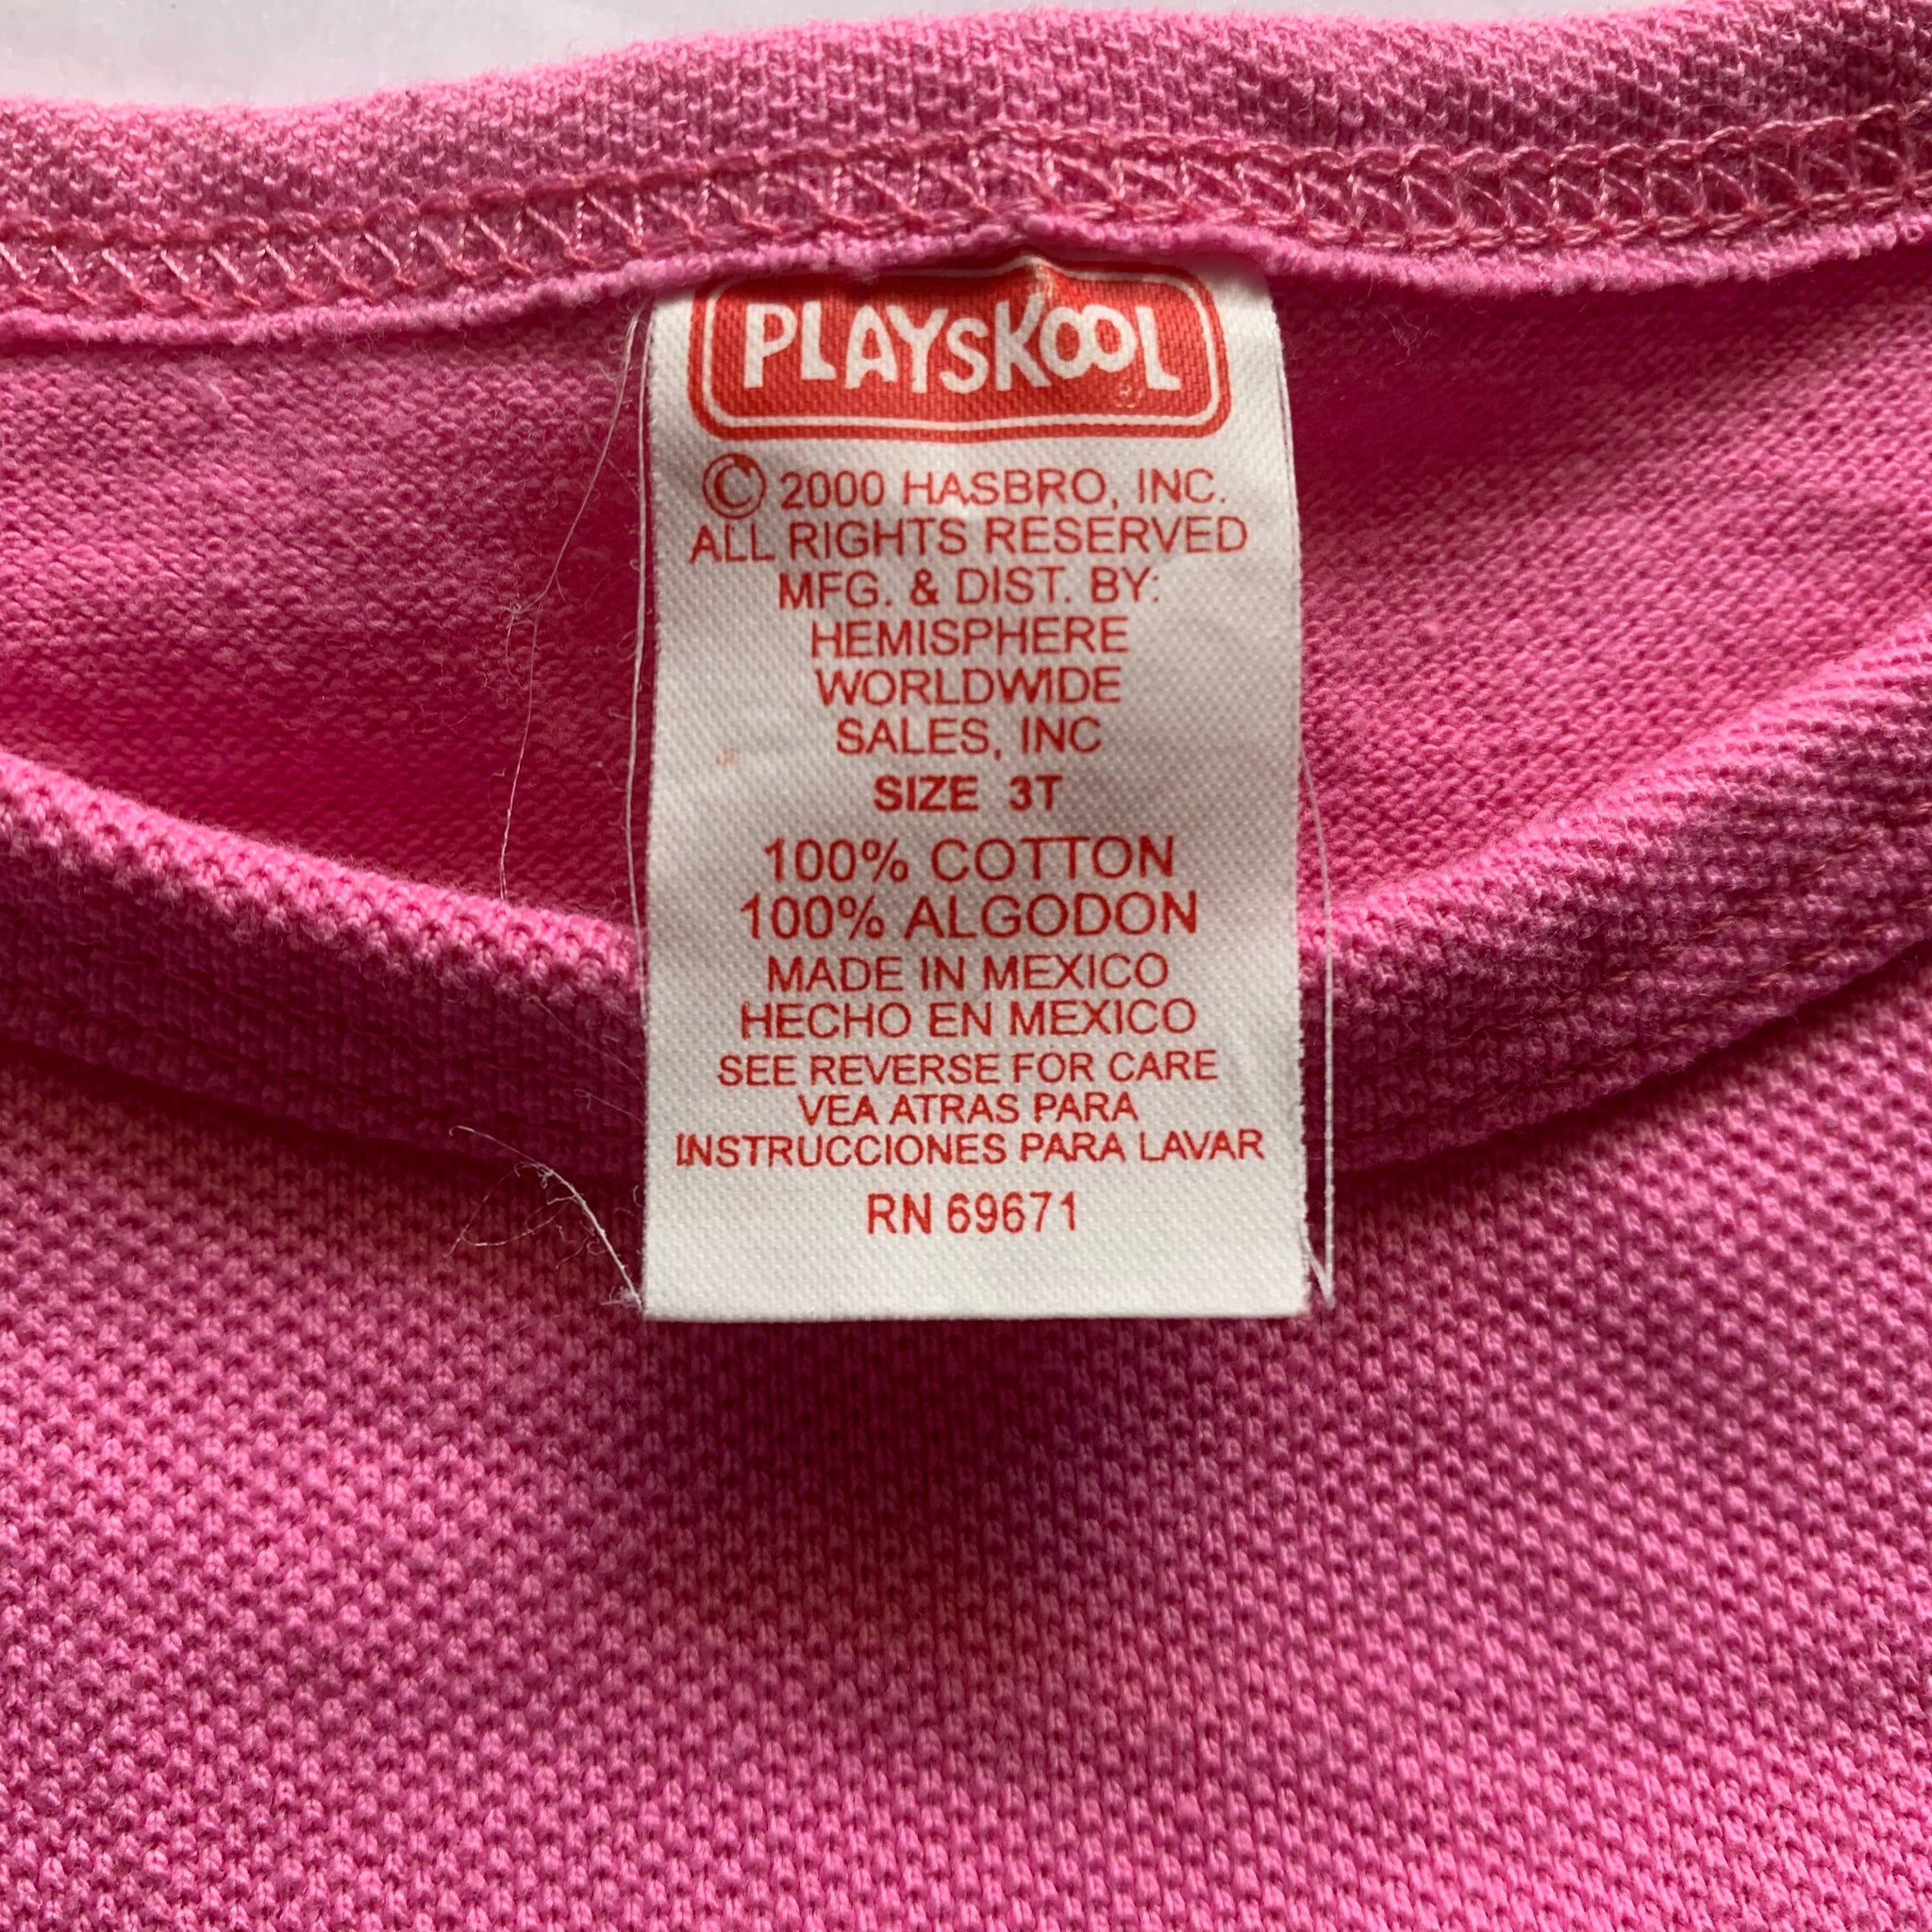 PLAYSKOOL
© 2000 HASBRO, INC.
ALL RIGHTS RESERVED
MFG. & DIST. BY:
HEMISPHERE
WORLDWIDE
SALES, INC
SIZE 3T
100% COTTON
100% ALGODON
MADE IN MEXICO
HECHO EN MEXICO
SEE REVERSE FOR CARE
VEA ATRAS PARA
INSTRUCCIONES PARA LAVAR
RN 69671